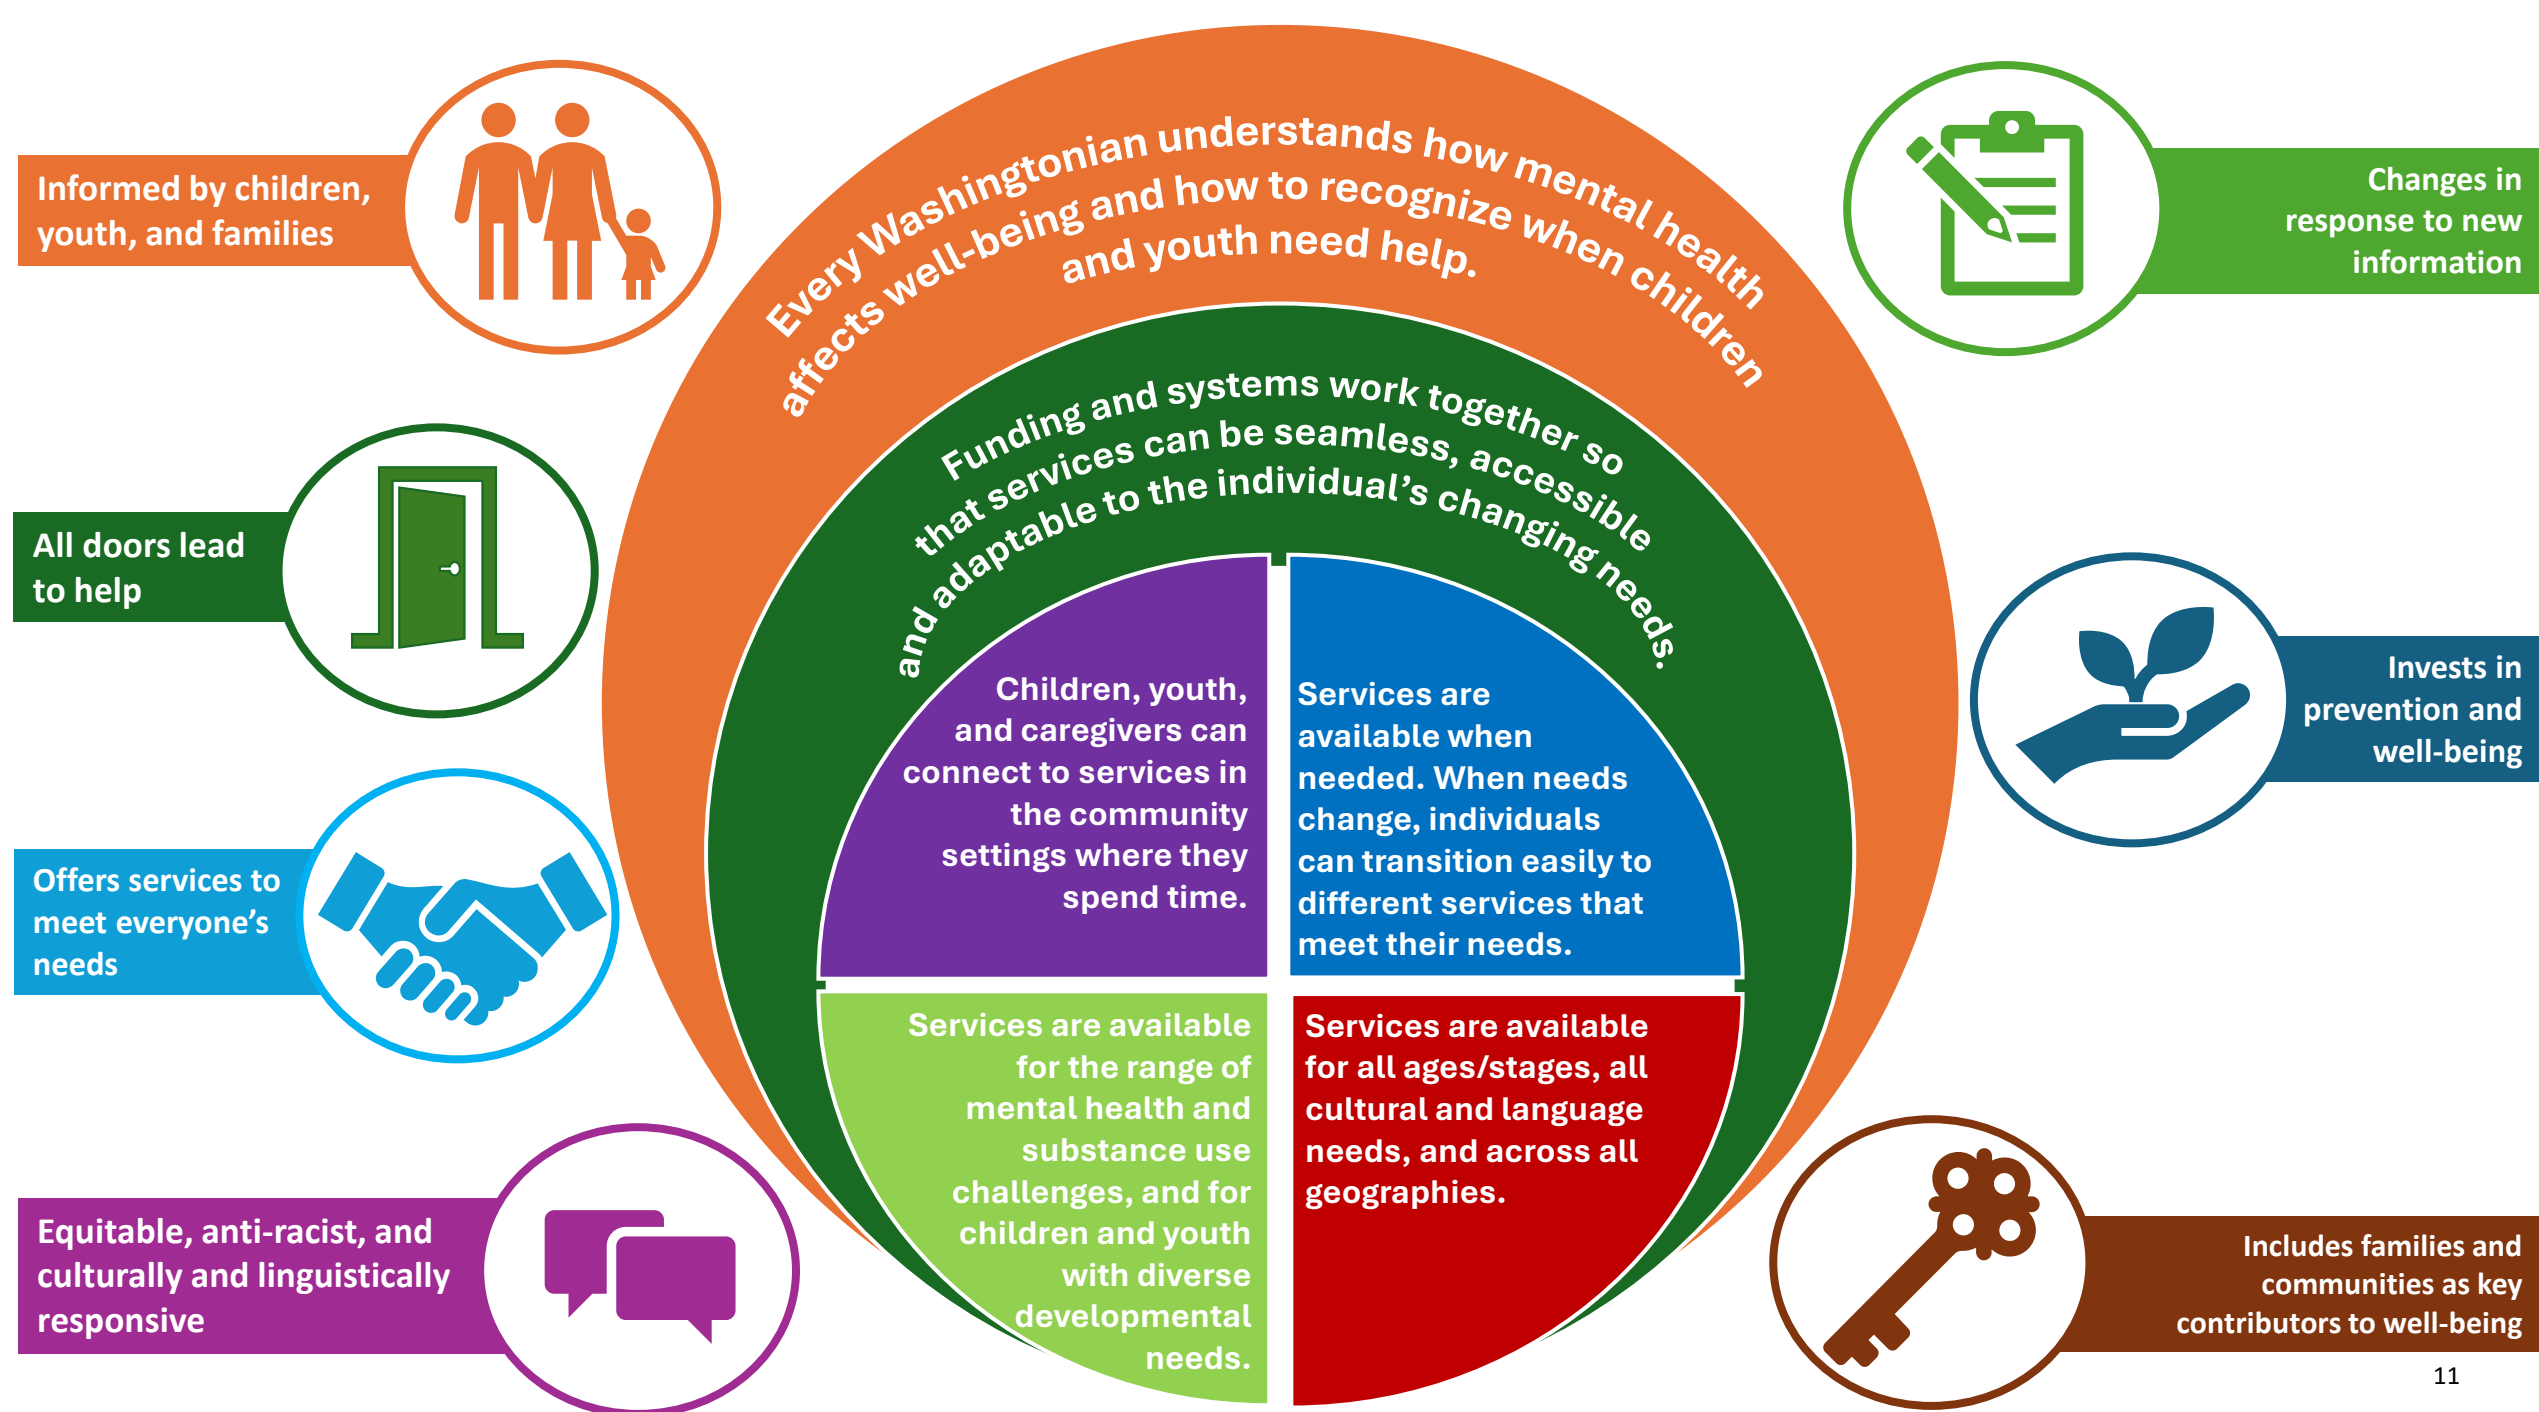 Informed by children,
youth, and families
All doors lead
to help
Offers services to
meet everyone’s
needs
Equitable, anti-racist, and
culturally and linguistically
responsive
Every Washingtonian understands how mental health
affects well-being and how to recognize when children
and youth need help.
Funding and systems work together so
that services can be seamless, accessible
and adaptable to the individual’s changing needs.
Children, youth,
and caregivers can
connect to services in
the community
settings where they
spend time.
Services are
available when
needed. When needs
change, individuals
can transition easily to
different services that
meet their needs.
Services are available
for the range of
mental health and
substance use
challenges, and for
children and youth
with diverse
developmental
needs.
Services are available
for all ages/stages, all
cultural and language
needs, and across all
geographies.
Changes in
response to new
information
Invests in
prevention and
well-being
Includes families and
communities as key
contributors to well-being
11